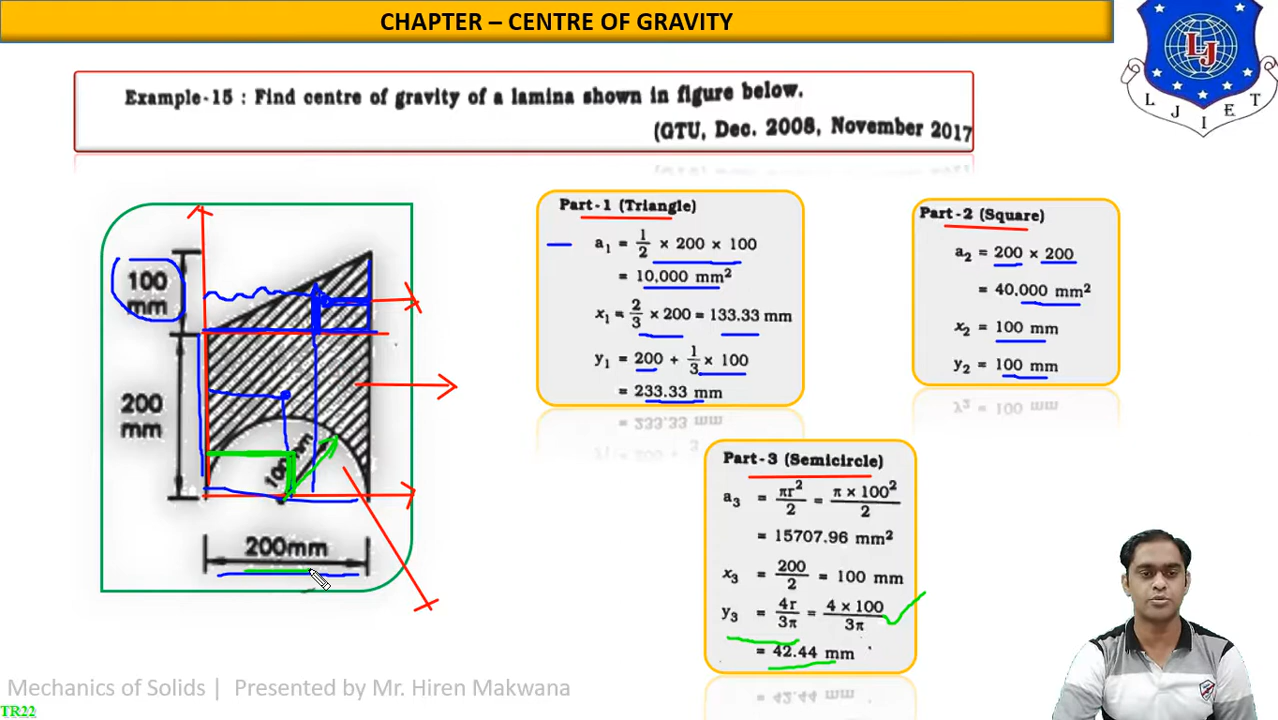 CHAPTER – CENTRE OF GRAVITY
LJ
L J I E T
Example-15 : Find centre of gravity of a lamina shown in figure below.
(GTU, Dec. 2008, November 2017
100
mm
200
mm
100 mm
200mm
Part-1 (Triangle)
a₁ = 1/2 × 200 × 100
= 10,000 mm²
x₁ = 2/3 × 200 = 133.33 mm
y₁ = 200 + 1/3 × 100
= 233.33 mm
Part-2 (Square)
a₂ = 200 × 200
= 40,000 mm²
x₂ = 100 mm
y₂ = 100 mm
Part-3 (Semicircle)
a₃ = πr²/2 = π × 100²/2
= 15707.96 mm²
x₃ = 200/2 = 100 mm
y₃ = 4r/3π = 4 × 100/3π
= 42.44 mm
Mechanics of Solids | Presented by Mr. Hiren Makwana
TR22